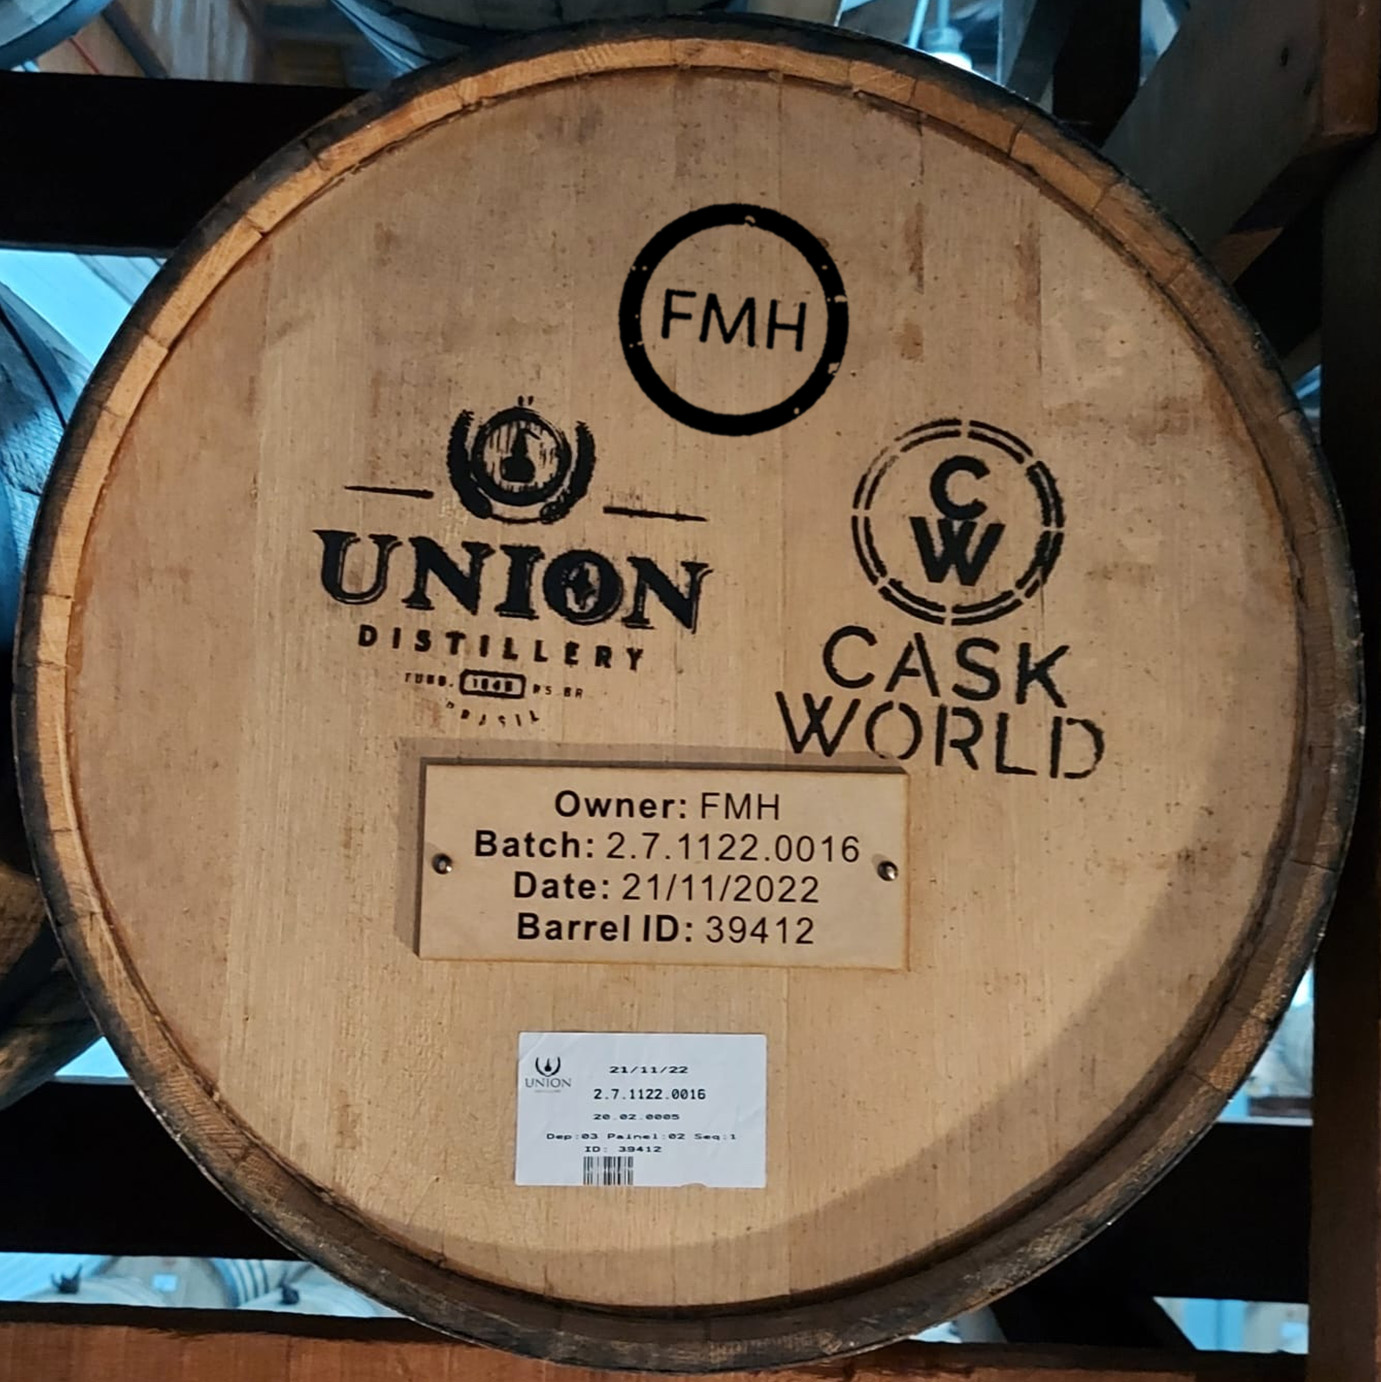 FMH
C
W
UNION
DISTILLERY
FUND. 1948 RS BR
BRASIL
CASK
WORLD
Owner: FMH
Batch: 2.7.1122.0016
Date: 21/11/2022
Barrel ID: 39412
UNION
21/11/22
2.7.1122.0016
20.02.0005
Dep:03 Painel:02 Seq:1
ID: 39412